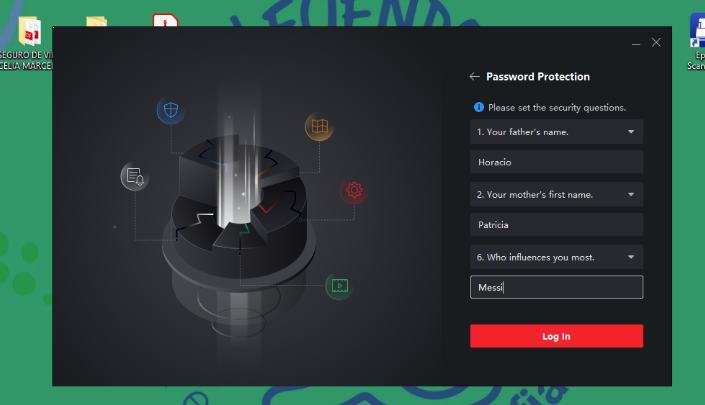 LEGENDA
SEGURO DE VI
CELIA MARCE
Ep
Scan
Password Protection
Please set the security questions.
1. Your father's name.
Horacio
2. Your mother's first name.
Patricia
6. Who influences you most.
Messi
Log In